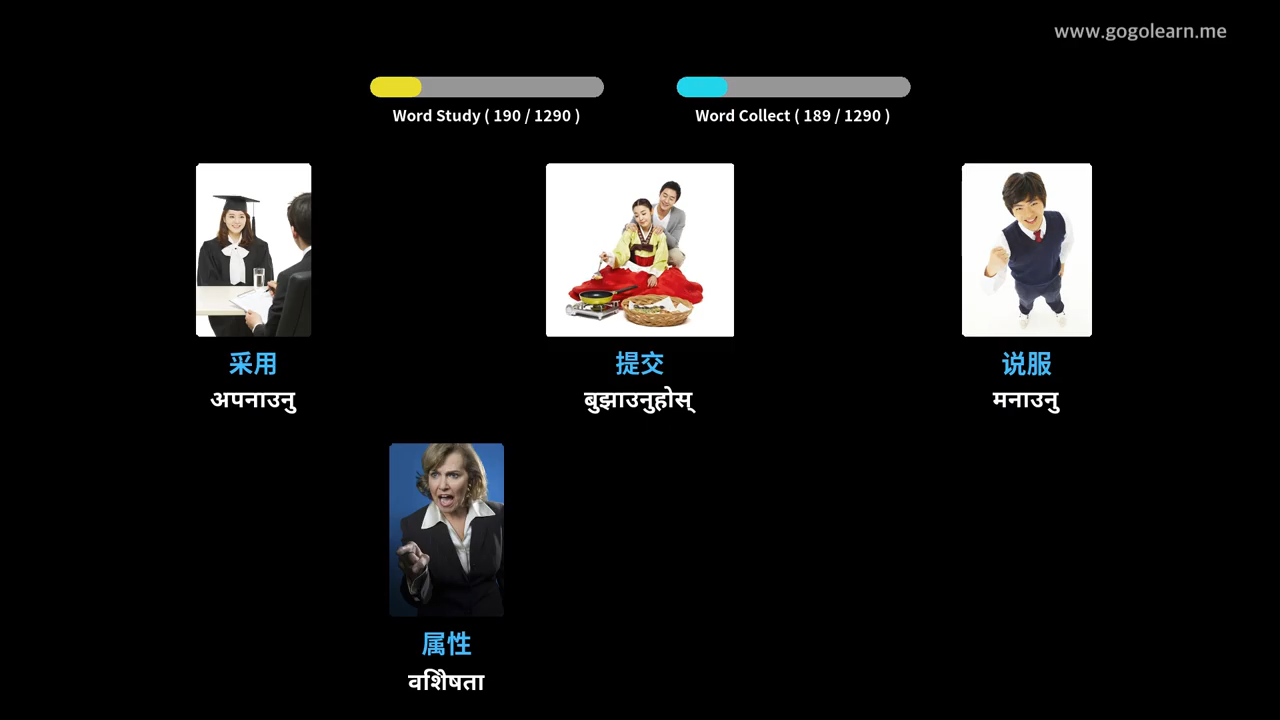 www.gogolearn.me
Word Study ( 190 / 1290 )
Word Collect ( 189 / 1290 )
采用
अपनाउनु
提交
बुझाउनुहोस्
说服
मनाउनु
属性
वशिेषता